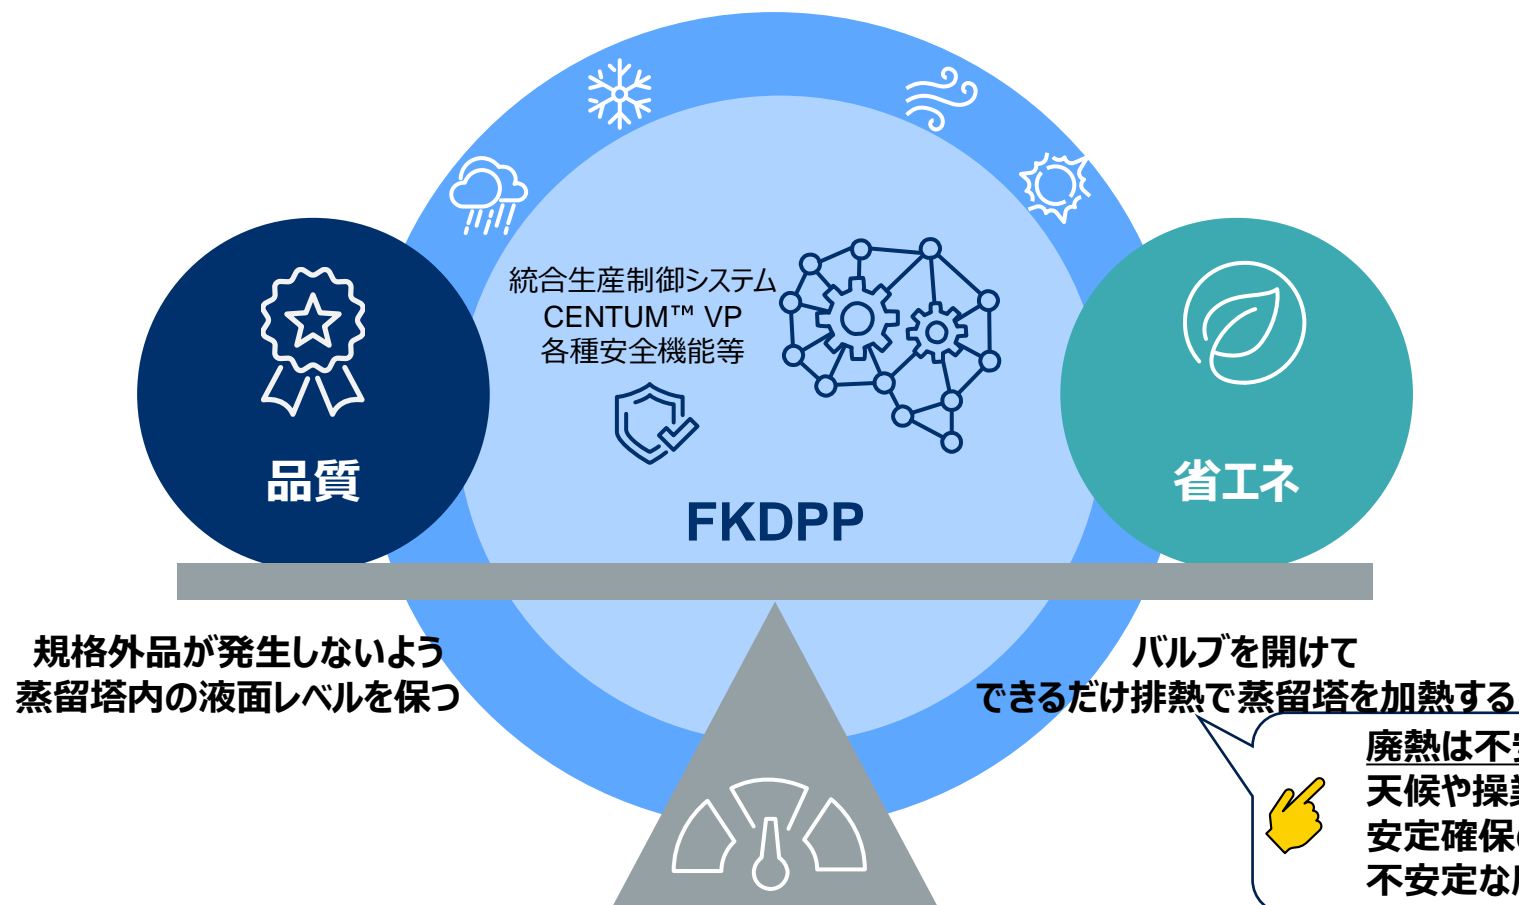 統合生産制御システム
CENTUM™ VP
各種安全機能等
品質
FKDPP
省エネ
規格外品が発生しないよう
蒸留塔内の液面レベルを保つ
バルブを開けて
できるだけ排熱で蒸留塔を加熱する
廃熱は不
天候や操業
安定確保
不安定な